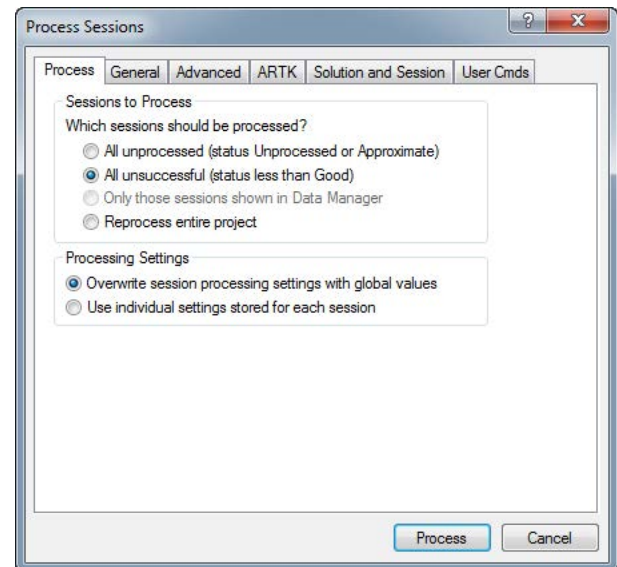 Process Sessions
Process General Advanced ARTK Solution and Session User Cmds
Sessions to Process
Which sessions should be processed?
All unprocessed (status Unprocessed or Approximate)
All unsuccessful (status less than Good)
Only those sessions shown in Data Manager
Reprocess entire project
Processing Settings
Overwrite session processing settings with global values
Use individual settings stored for each session
Process Cancel